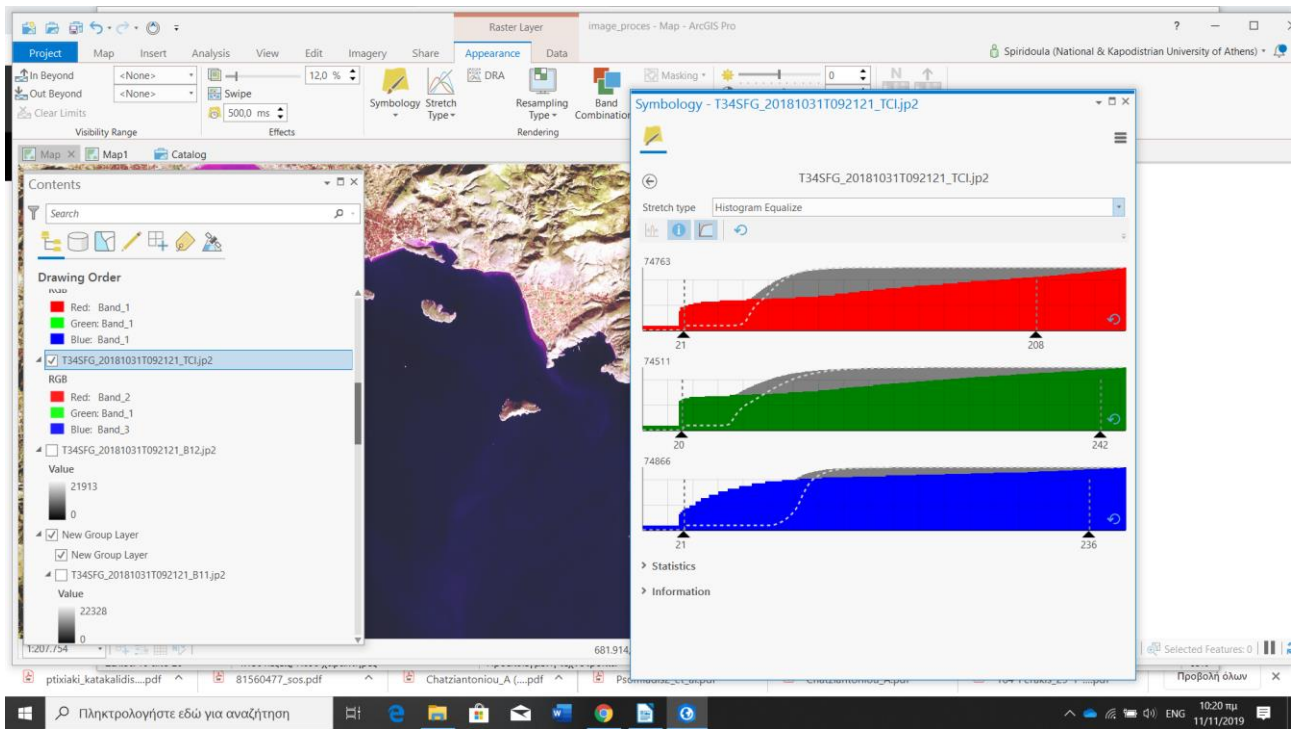 Raster Layer
image_proces - Map - ArcGIS Pro
?
Project Map Insert Analysis View Edit Imagery Share Appearance Data
Spiridoula (National & Kapodistrian University of Athens)
In Beyond <None>
Out Beyond <None>
Clear Limits
Visibility Range
12,0 %
Swipe
500,0 ms
Effects
Symbology
Stretch Type
DRA
Resampling Type
Band Combination
Rendering
Masking
0
N
Map Map1 Catalog
Contents
Search
Drawing Order
RGB
Red: Band_1
Green: Band_1
Blue: Band_1
T34SFG_20181031T092121_TCI.jp2
RGB
Red: Band_2
Green: Band_1
Blue: Band_3
T34SFG_20181031T092121_B12.jp2
Value
21913
0
New Group Layer
New Group Layer
T34SFG_20181031T092121_B11.jp2
Value
22328
0
1:207.754
681.914,
Symbology - T34SFG_20181031T092121_TCI.jp2
T34SFG_20181031T092121_TCI.jp2
Stretch type Histogram Equalize
74763
21 208
74511
20 242
74866
21 236
Statistics
Information
Selected Features: 0
ptixiaki_katakalidis....pdf
81560477_sos.pdf
Chatziantoniou_A (....pdf
Προβολή όλων
Πληκτρολογήστε εδώ για αναζήτηση
ENG
10:20 πμ
11/11/2019